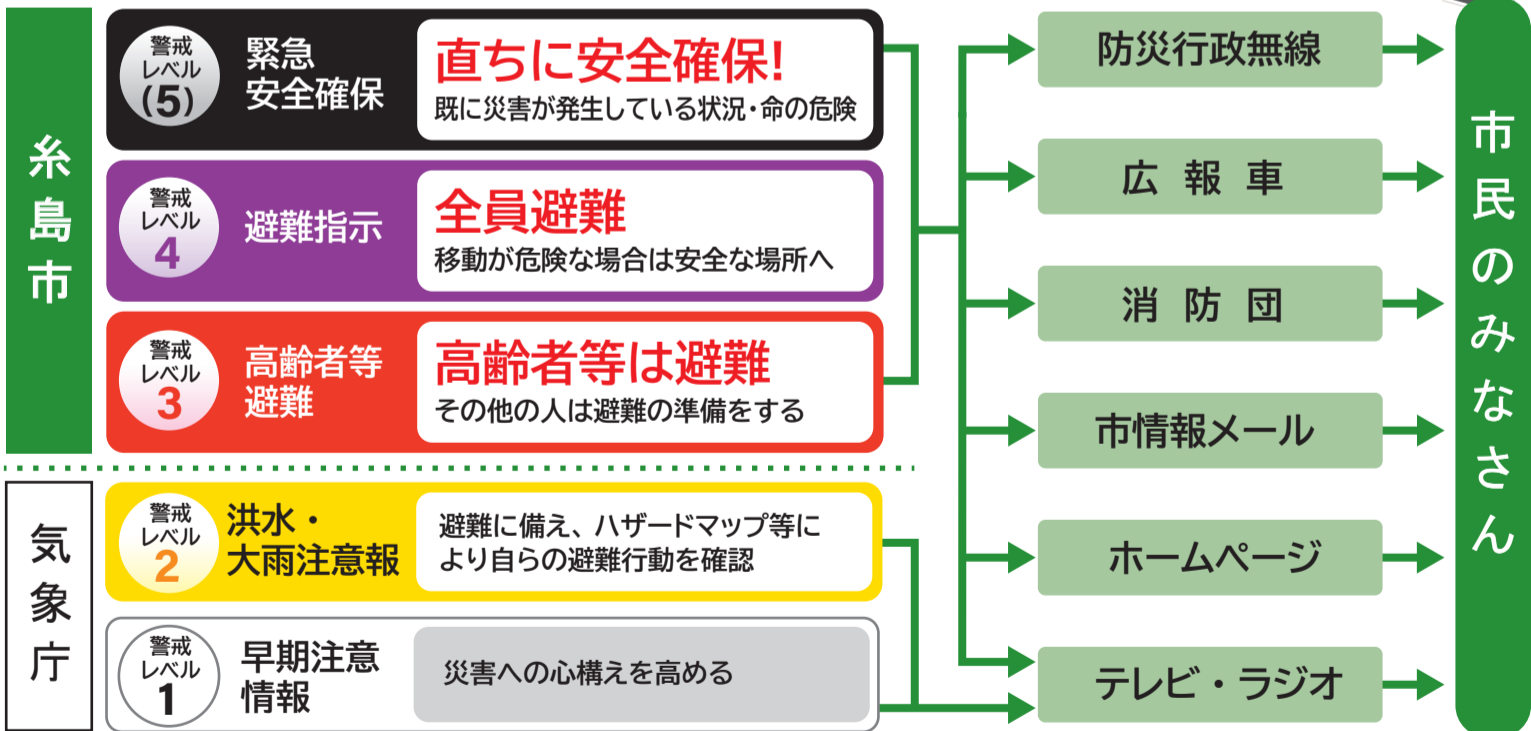 糸島市
警戒
レベル
(5)
緊急
安全確保
直ちに安全確保!
既に災害が発生している状況・命の危険
警戒
レベル
4
避難指示
全員避難
移動が危険な場合は安全な場所へ
警戒
レベル
3
高齢者等
避難
高齢者等は避難
その他の人は避難の準備をする
気象庁
警戒
レベル
2
洪水・
大雨注意報
避難に備え、ハザードマップ等に
より自らの避難行動を確認
警戒
レベル
1
早期注意
情報
災害への心構えを高める
防災行政無線
広報車
消防団
市情報メール
ホームページ
テレビ・ラジオ
市民のみなさん